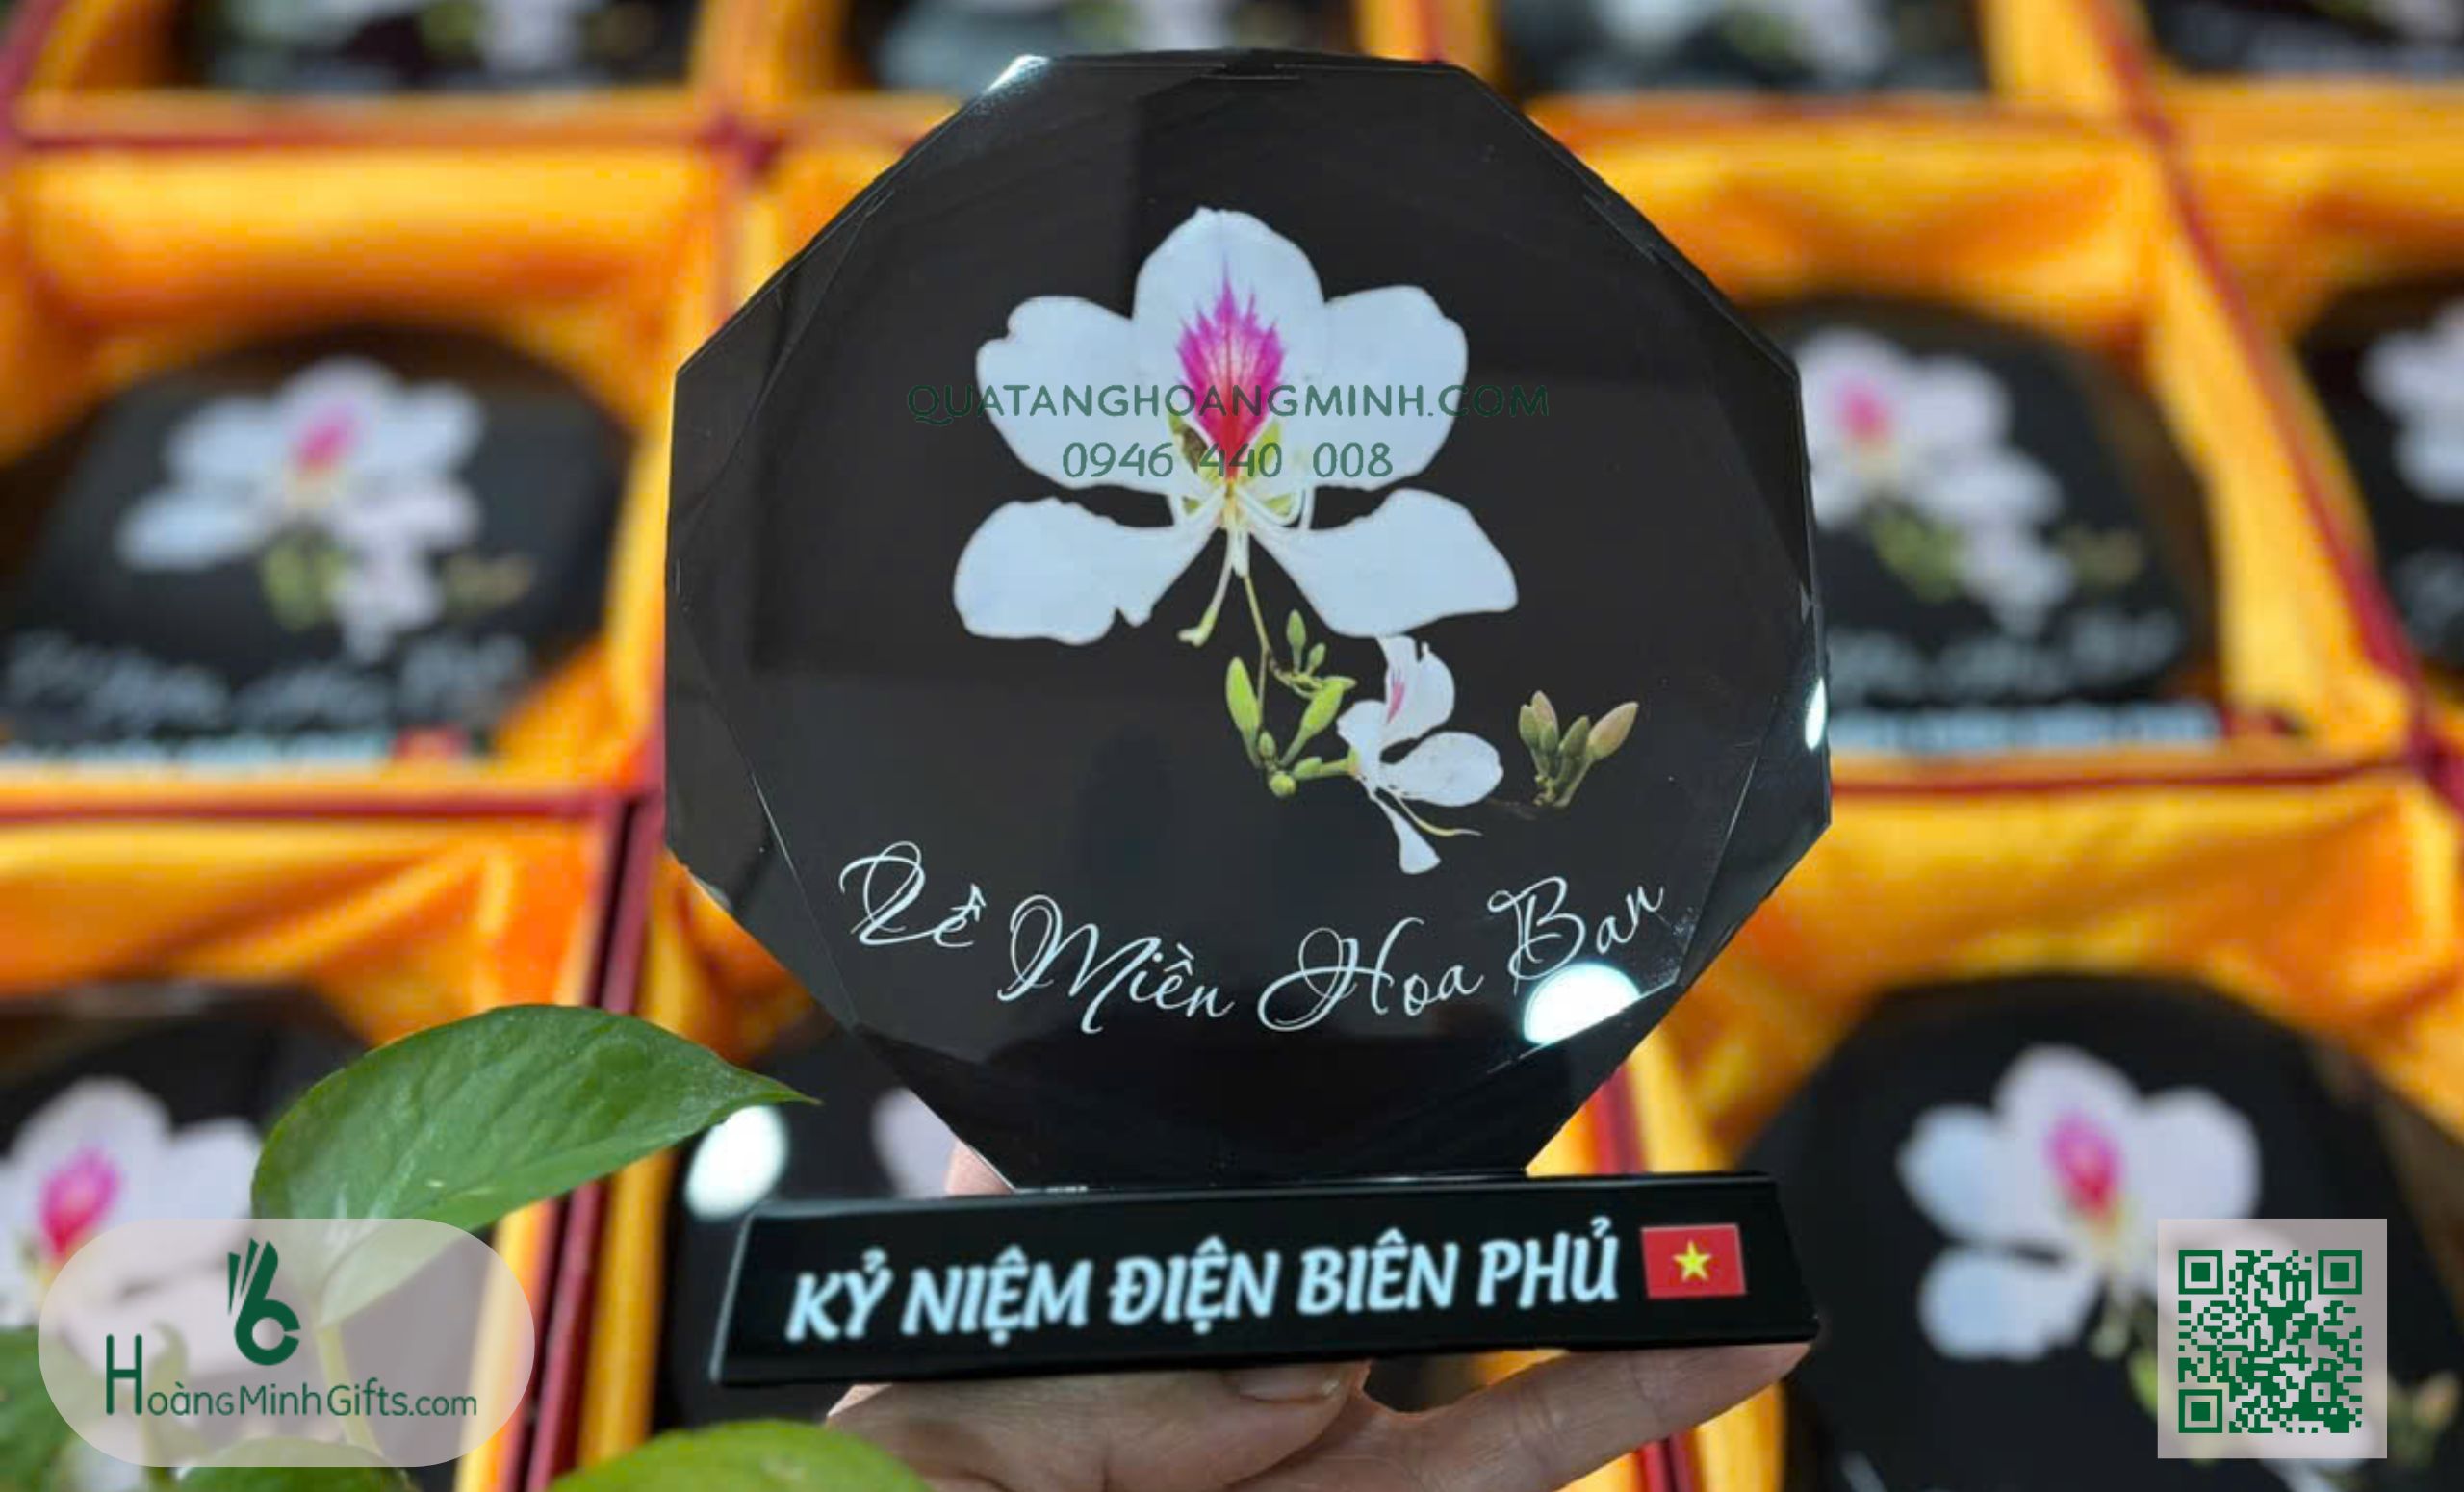 QUATANGHOANGMINH.COM
0946 440 008
Về Miền Hoa Ban
KỶ NIỆM ĐIỆN BIÊN PHỦ
HoàngMinhGifts.com